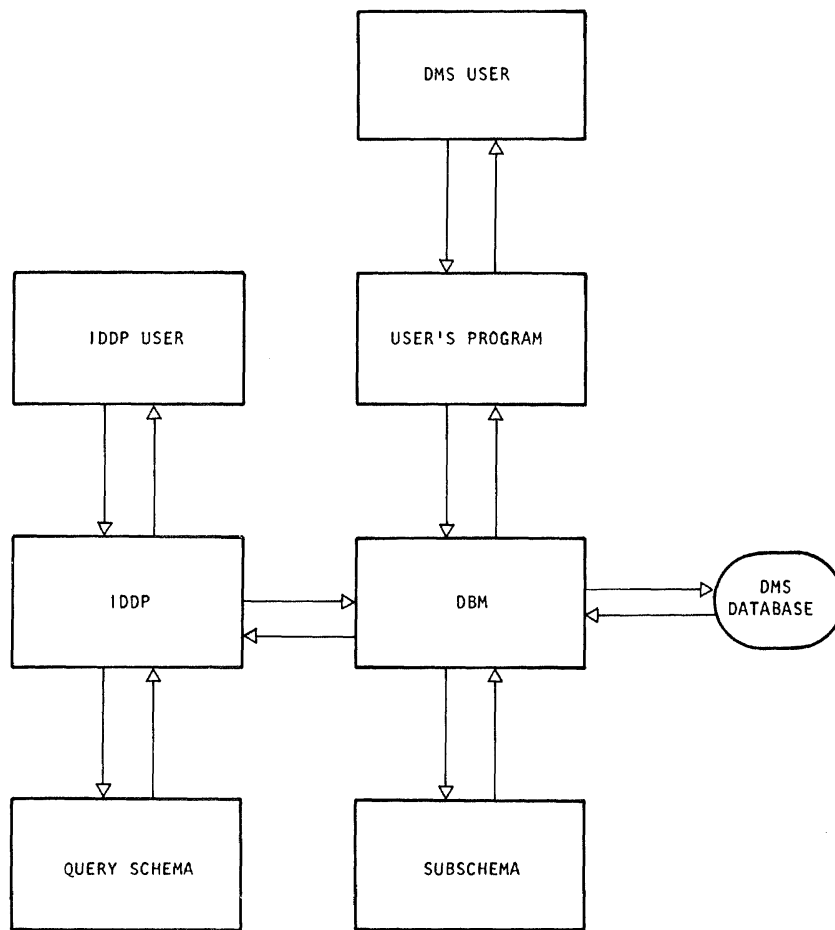 DMS USER
IDDP USER
USER'S PROGRAM
IDDP
DBM
DMS
DATABASE
QUERY SCHEMA
SUBSCHEMA